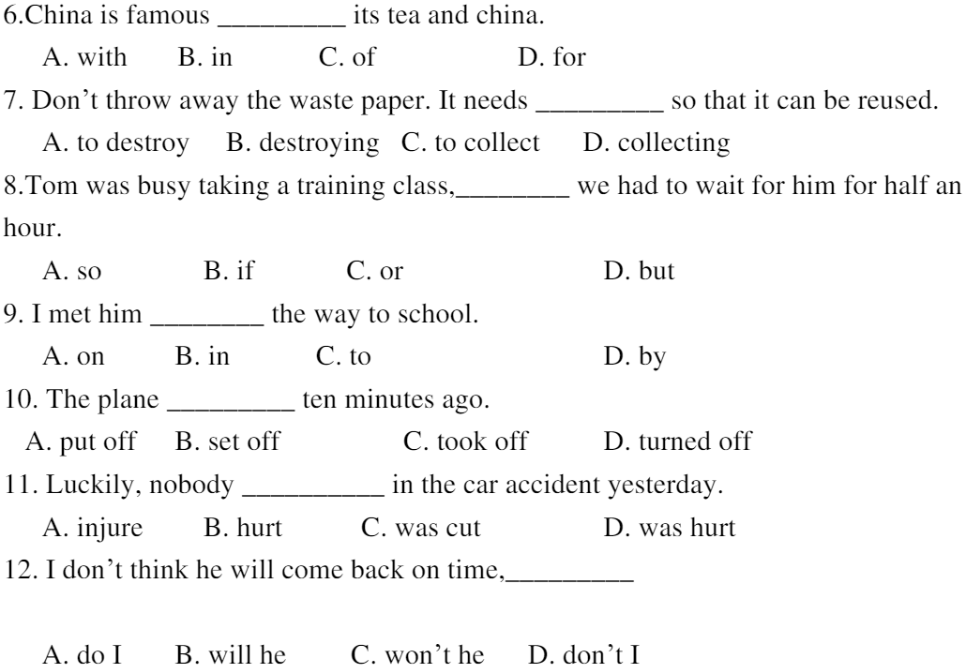 6.China is famous _________ its tea and china.
A. with B. in C. of D. for
7. Don’t throw away the waste paper. It needs _________ so that it can be reused.
A. to destroy B. destroying C. to collect D. collecting
8.Tom was busy taking a training class,________ we had to wait for him for half an
hour.
A. so B. if C. or D. but
9. I met him ________ the way to school.
A. on B. in C. to D. by
10. The plane _________ ten minutes ago.
A. put off B. set off C. took off D. turned off
11. Luckily, nobody __________ in the car accident yesterday.
A. injure B. hurt C. was cut D. was hurt
12. I don’t think he will come back on time,_________
A. do I B. will he C. won’t he D. don’t I